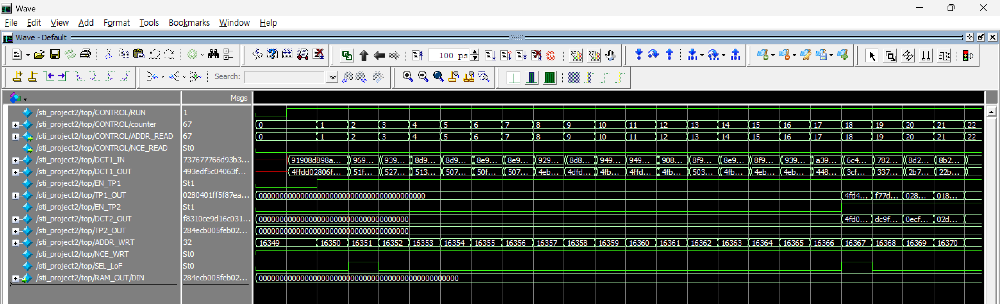 Wave
File Edit View Add Format Tools Bookmarks Window Help
Wave - Default
100 ps
Search:
Msgs
/sti_project2/top/CONTROL/RUN 1
/sti_project2/top/CONTROL/counter 67 0 1 2 3 4 5 6 7 8 9 10 11 12 13 14 15 16 17 18 19 20 21 22
/sti_project2/top/CONTROL/ADDR_READ 67 0 1 2 3 4 5 6 7 8 9 10 11 12 13 14 15 16 17 18 19 20 21 22
/sti_project2/top/CONTROL/NCE_READ St0
/sti_project2/top/DCT1_IN 737677766d93b3... 91908d898a... 969... 939... 8d9... 8d9... 8e9... 8e9... 929... 8d8... 949... 949... 908... 8f9... 8e9... 8f9... 939... a39... 6c4... 782... 8d2... 8b2...
/sti_project2/top/DCT1_OUT 493edf5c04063f... 4ffdd02806f... 51f... 527... 513... 507... 50f... 507... 4eb... 4dfd... 4fb... 4ffd... 4fb... 503... 4fb... 4eb... 4eb... 448... 3cf... 337... 2b7... 22b...
/sti_project2/top/EN_TP1 St1
/sti_project2/top/TP1_OUT 0280401ff5f87ea... 000000000000000000000000000000000000 4fd4... f77d... 028... 018...
/sti_project2/top/EN_TP2 St1
/sti_project2/top/DCT2_OUT f8310ce9d16c031... 00000000000000000000000000000000 4fd0... dc9f... 0ecf... 02d...
/sti_project2/top/TP2_OUT 284ecb005feb02... 00000000000000000000000000000000
/sti_project2/top/ADDR_WRT 32 16349 16350 16351 16352 16353 16354 16355 16356 16357 16358 16359 16360 16361 16362 16363 16364 16365 16366 16367 16368 16369 16370
/sti_project2/top/NCE_WRT St0
/sti_project2/top/SEL_LoF St0
/sti_project2/top/RAM_OUT/DIN 284ecb005feb02... 0000000000000000000000000000000000000000000